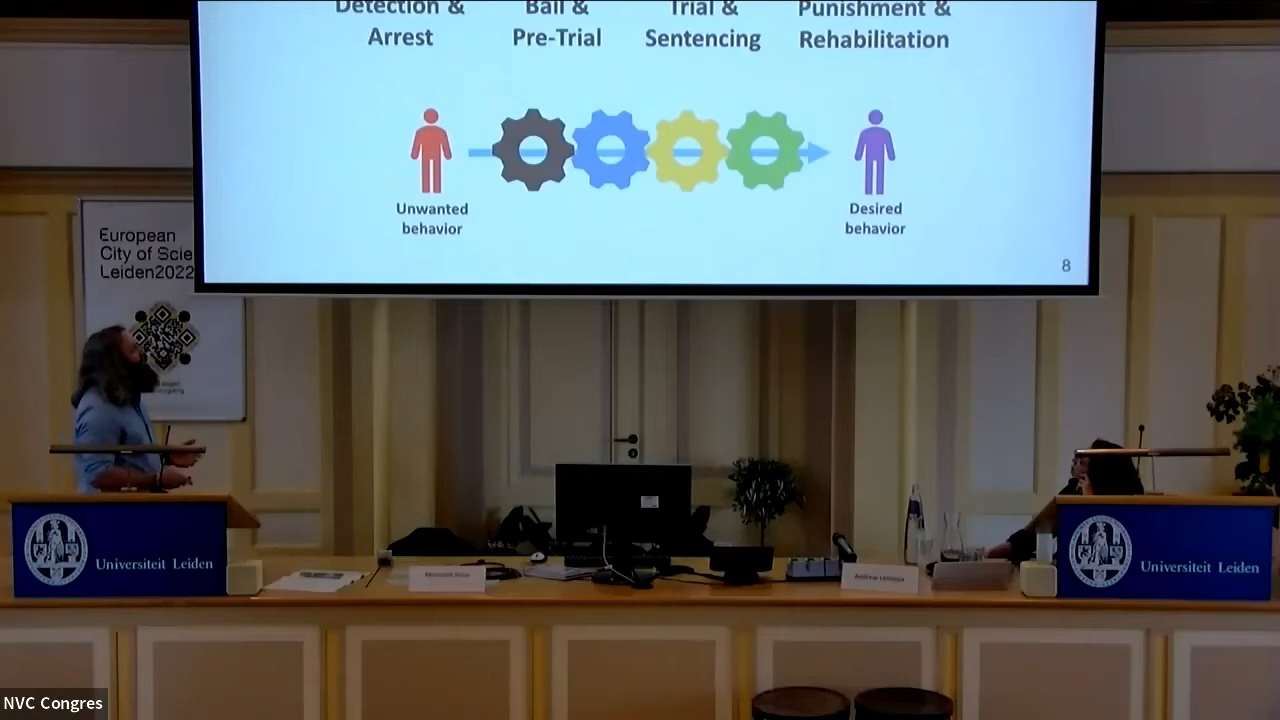 Detection &
Arrest
Bail &
Pre-Trial
Trial &
Sentencing
Punishment &
Rehabilitation
Unwanted
behavior
Desired
behavior
8
European
City of Scie
Leiden2022
Universiteit Leiden
Universiteit Leiden
NVC Congres